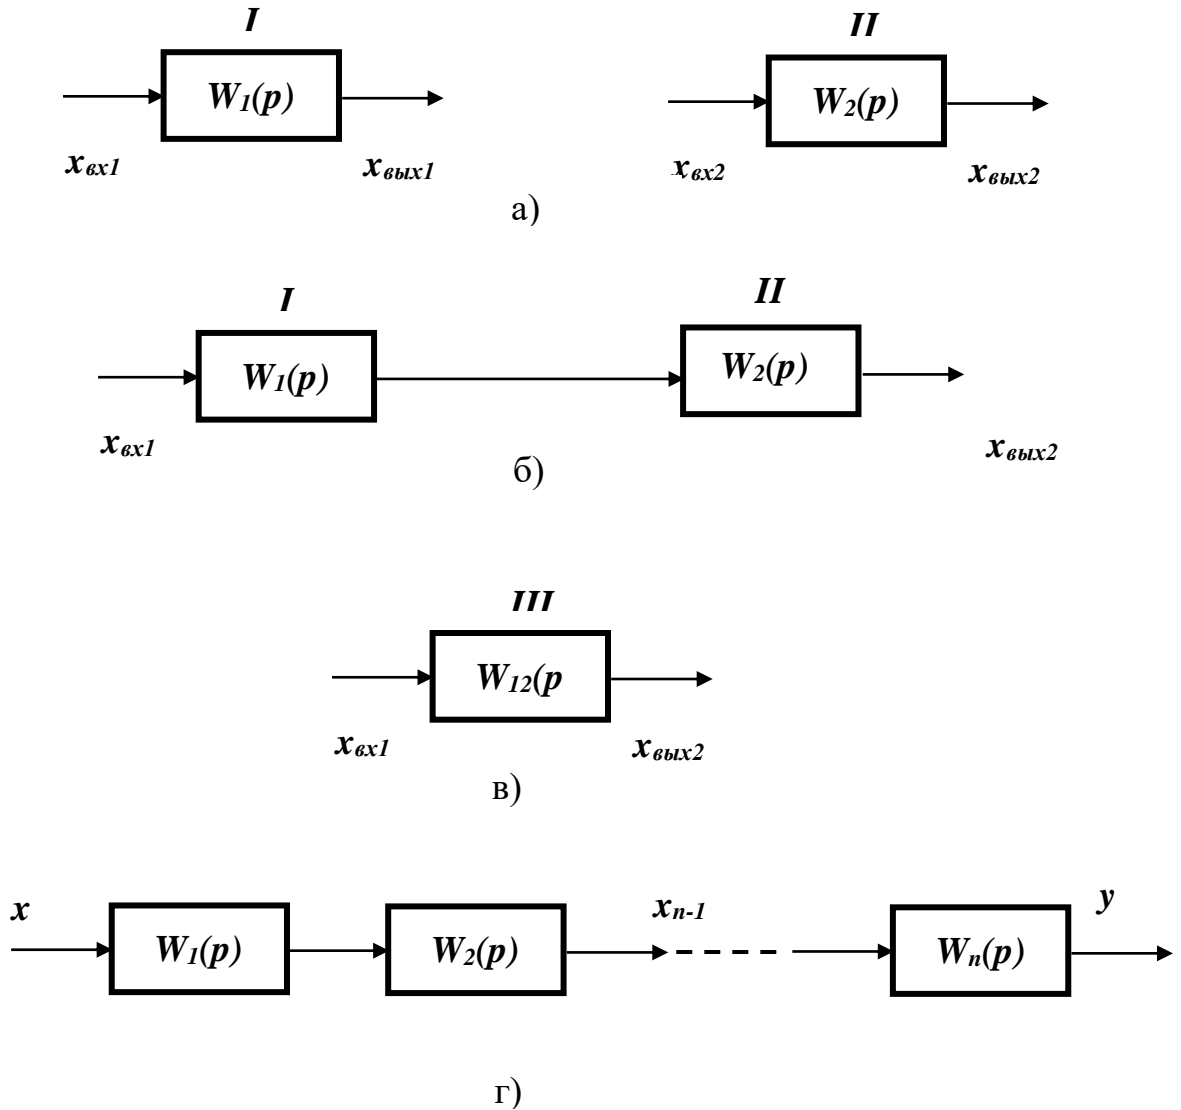 I II
W1(p) W2(p)
xвх1 xвых1 xвх2 xвых2
а)
I II
W1(p) W2(p)
xвх1 xвых2
б)
III
W12(p
xвх1 xвых2
в)
x xn-1 y
W1(p) W2(p) Wn(p)
г)